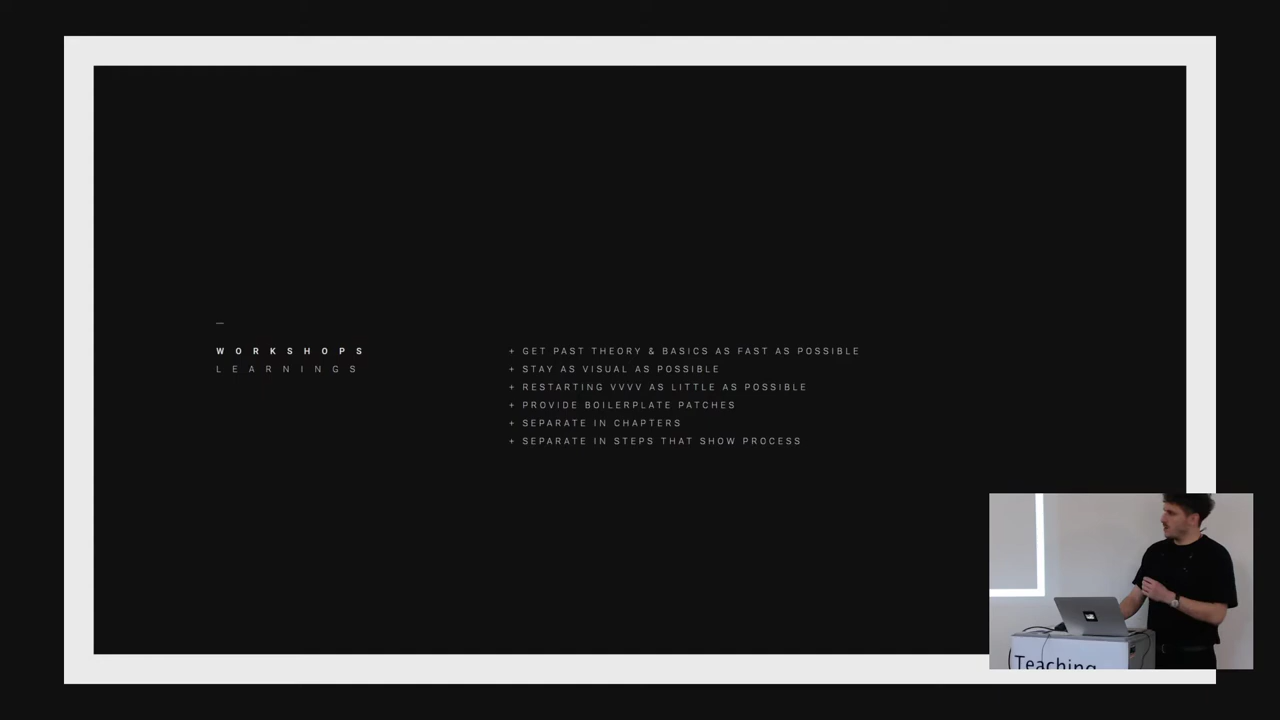 —
WORKSHOPS
LEARNINGS
+ GET PAST THEORY & BASICS AS FAST AS POSSIBLE
+ STAY AS VISUAL AS POSSIBLE
+ RESTARTING VVVV AS LITTLE AS POSSIBLE
+ PROVIDE BOILERPLATE PATCHES
+ SEPARATE IN CHAPTERS
+ SEPARATE IN STEPS THAT SHOW PROCESS
(Teaching